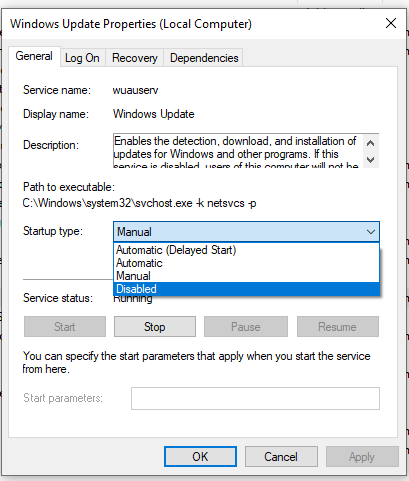 Windows Update Properties (Local Computer)
General Log On Recovery Dependencies
Service name: wuauserv
Display name: Windows Update
Description: Enables the detection, download, and installation of
updates for Windows and other programs. If this
service is disabled, users of this computer will not be
Path to executable:
C:\Windows\system32\svchost.exe -k netsvcs -p
Startup type: Manual
Automatic (Delayed Start)
Automatic
Manual
Disabled
Service status: Running
Start Stop Pause Resume
You can specify the start parameters that apply when you start the service
from here.
Start parameters:
OK Cancel Apply